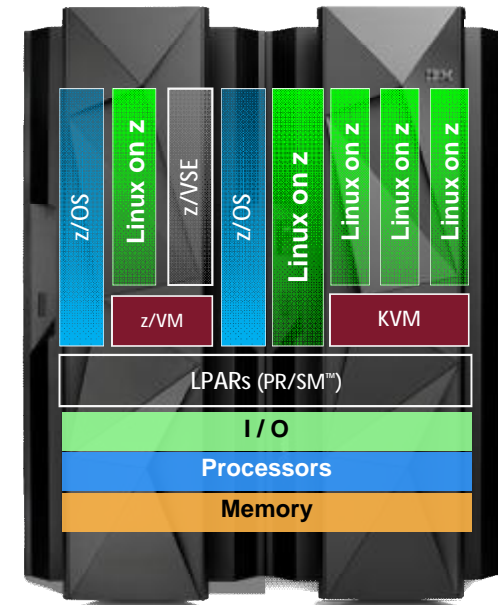 IBM
z/OS
Linux on z
z/VSE
z/OS
Linux on z
Linux on z
Linux on z
Linux on z
z/VM
KVM
LPARs (PR/SM™)
I / O
Processors
Memory